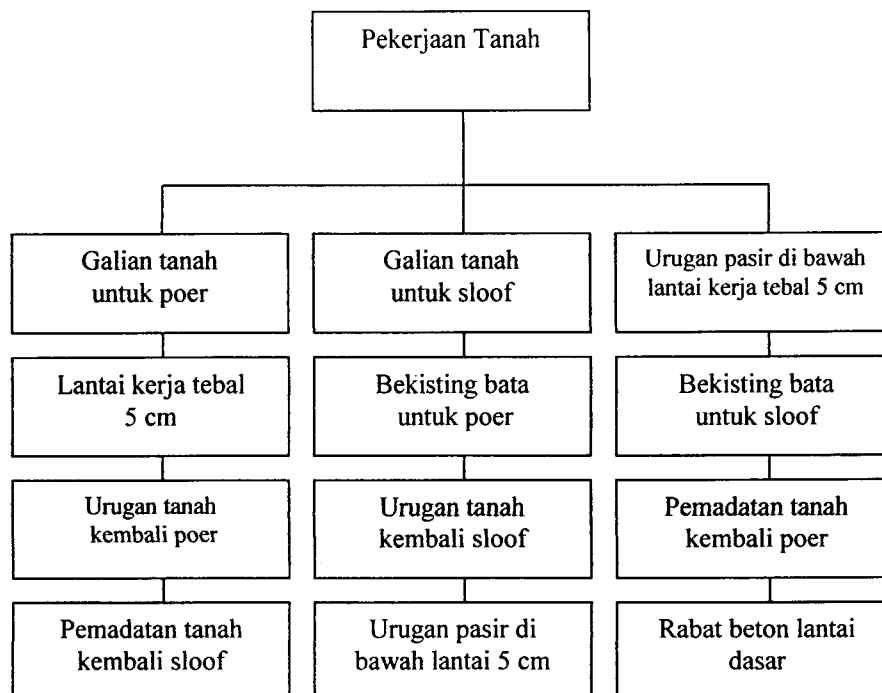 Pekerjaan Tanah
Galian tanah
untuk poer
Galian tanah
untuk sloof
Urugan pasir di bawah
lantai kerja tebal 5 cm
Lantai kerja tebal
5 cm
Bekisting bata
untuk poer
Bekisting bata
untuk sloof
Urugan tanah
kembali poer
Urugan tanah
kembali sloof
Pemadatan tanah
kembali poer
Pemadatan tanah
kembali sloof
Urugan pasir di
bawah lantai 5 cm
Rabat beton lantai
dasar